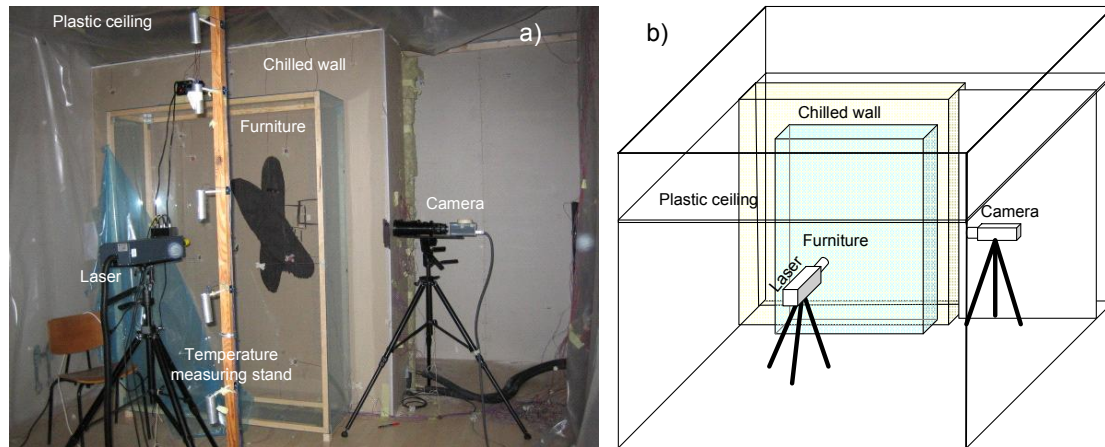 Plastic ceiling
a)
Chilled wall
Furniture
Camera
Laser
Temperature
measuring stand
b)
Chilled wall
Plastic ceiling
Camera
Furniture
Laser